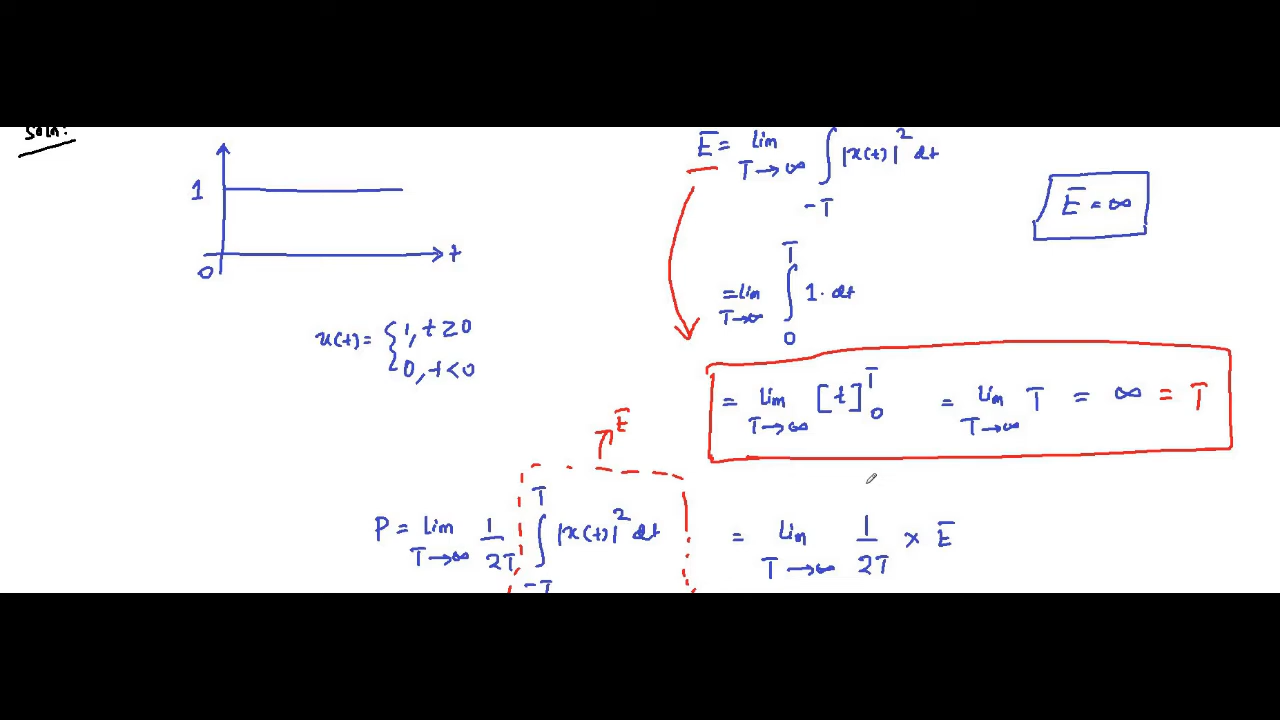 Soln:
E = Lim T→∞ ∫ -T |x(t)|² dt
E = ∞
1
0
t
= Lim T→∞ ∫ 0 T 1. dt
u(t) = { 1, t ≥ 0
0, t < 0
= Lim T→∞ [t] 0 T = Lim T→∞ T = ∞ = T
E
P = Lim T→∞ 1/2T ∫ -T T |x(t)|² dt = Lim T→∞ 1/2T × E